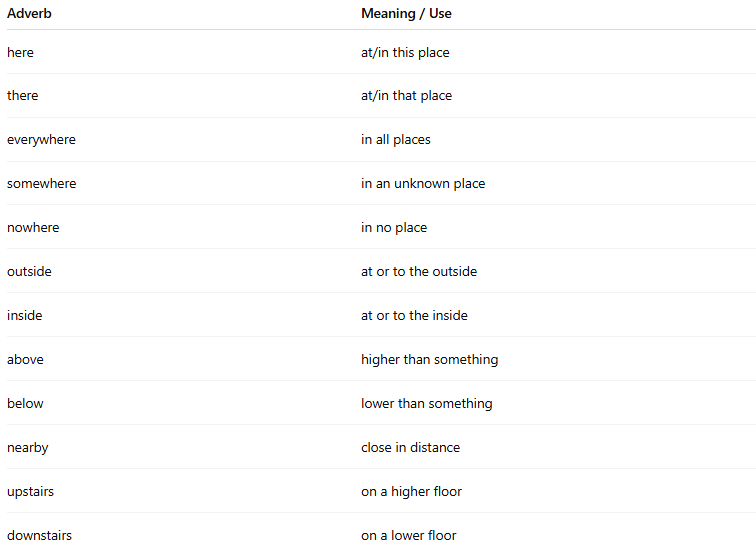 Adverb Meaning / Use
here at/in this place
there at/in that place
everywhere in all places
somewhere in an unknown place
nowhere in no place
outside at or to the outside
inside at or to the inside
above higher than something
below lower than something
nearby close in distance
upstairs on a higher floor
downstairs on a lower floor